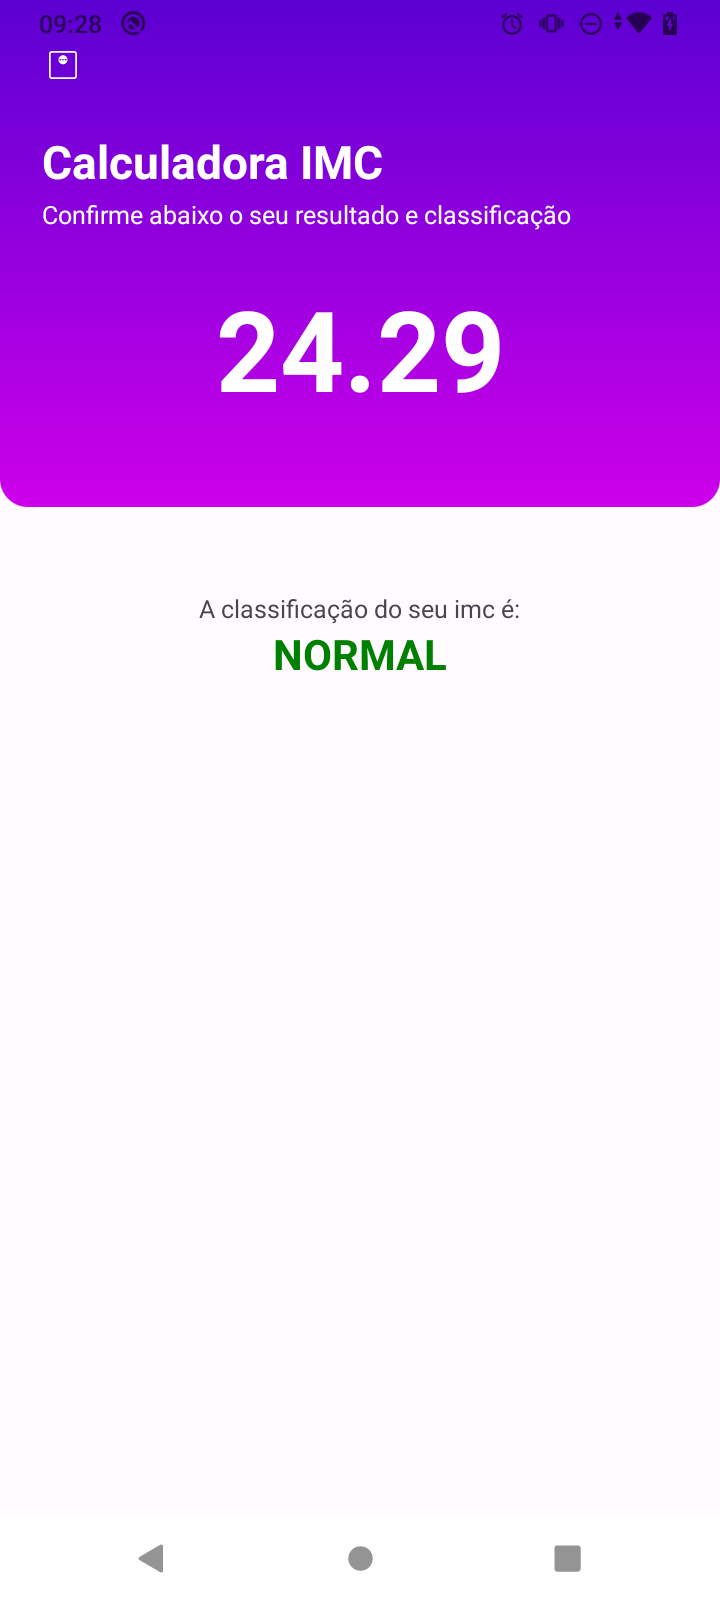 09:28
Calculadora IMC
Confirme abaixo o seu resultado e classificação
24.29
A classificação do seu imc é:
NORMAL